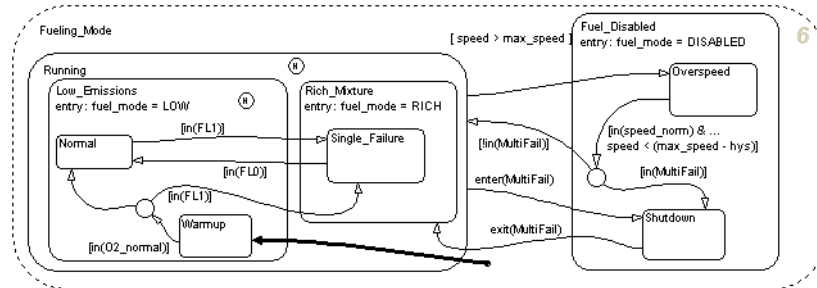 Fueling_Mode
6
Fuel_Disabled
entry: fuel_mode = DISABLED
[ speed > max_speed ]
Running
H
Overspeed
Low_Emissions
entry: fuel_mode = LOW
H
Rich_Mixture
entry: fuel_mode = RICH
[in(FL1)]
Normal
Single_Failure
[in(speed_norm) & ...
speed < (max_speed - hys)]
[!in(MultiFail)]
[in(FL0)]
[in(MultiFail)]
enter(MultiFail)
[in(FL1)]
Warmup
Shutdown
exit(MultiFail)
[in(O2_normal)]